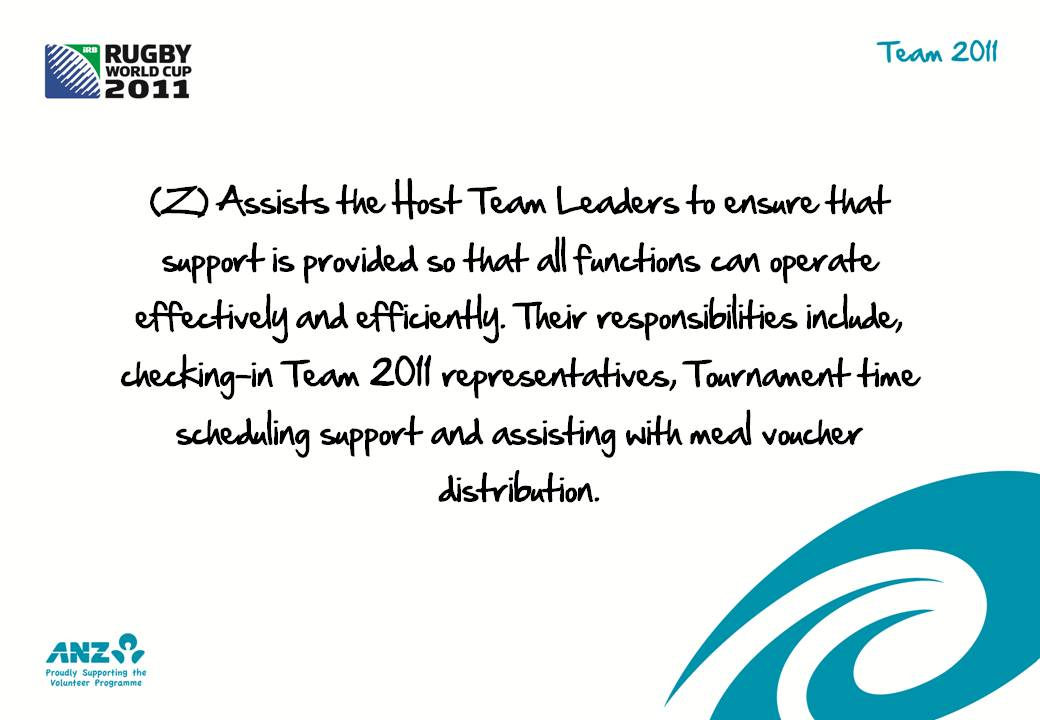 iRB
RUGBY
WORLD CUP
2011
Team 2011
(Z) Assists the Host Team Leaders to ensure that
support is provided so that all functions can operate
effectively and efficiently. Their responsibilities include,
checking-in Team 2011 representatives, Tournament time
scheduling support and assisting with meal voucher
distribution.
ANZ
Proudly Supporting the
Volunteer Programme